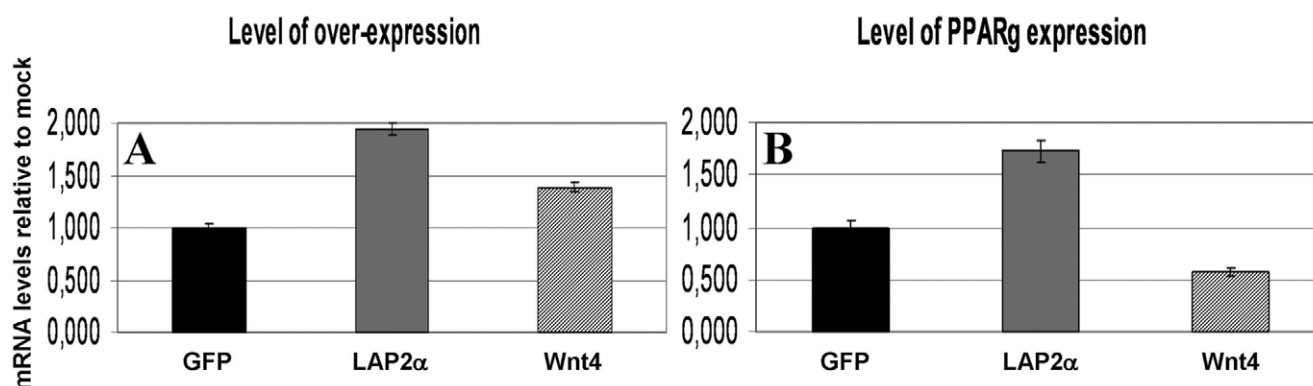 Level of over-expression
mRNA levels relative to mock
2,000
1,500
1,000
0,500
0,000
A
GFP LAP2α Wnt4
Level of PPARg expression
2,000
1,500
1,000
0,500
0,000
B
GFP LAP2α Wnt4